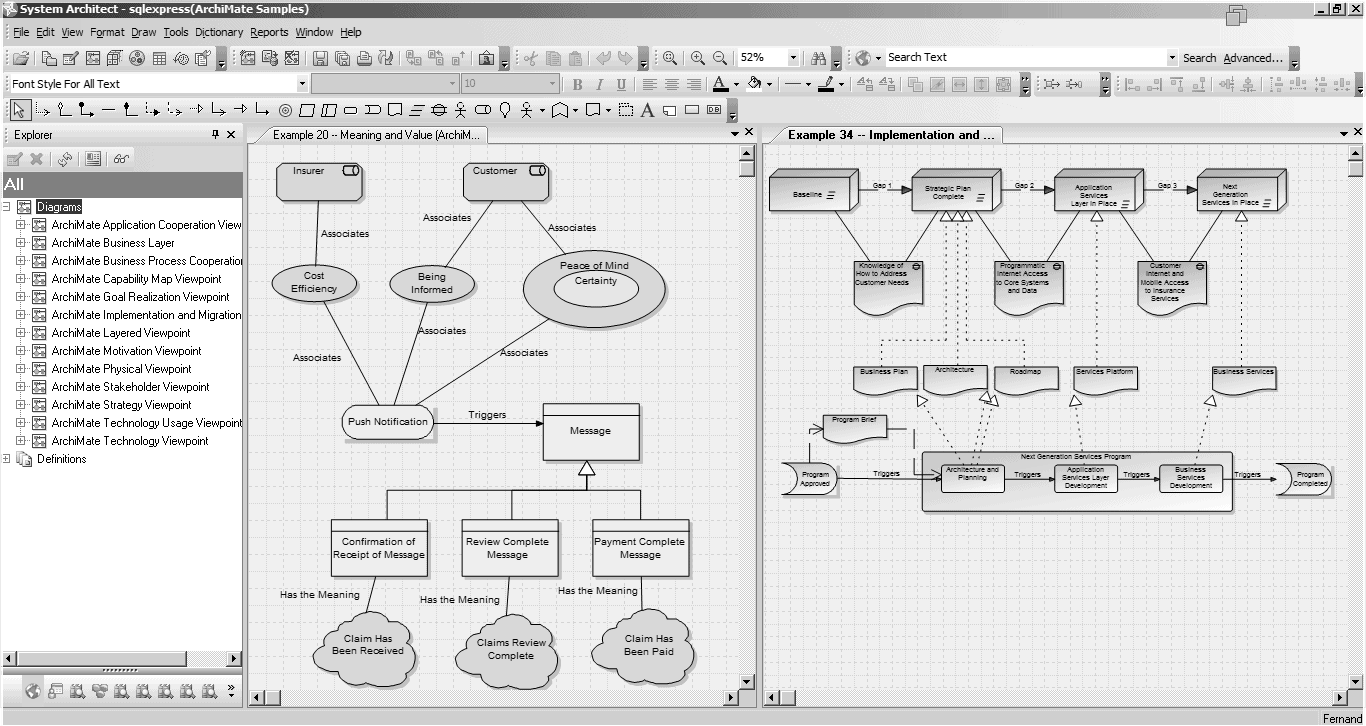 System Architect - sqlexpress(ArchiMate Samples)
File Edit View Format Draw Tools Dictionary Reports Window Help
52%
Search Text
Search Advanced...
Font Style For All Text
10
B I U
A
A
DB
Explorer
All
Diagrams
ArchiMate Application Cooperation View
ArchiMate Business Layer
ArchiMate Business Process Cooperation
ArchiMate Capability Map Viewpoint
ArchiMate Goal Realization Viewpoint
ArchiMate Implementation and Migration
ArchiMate Layered Viewpoint
ArchiMate Motivation Viewpoint
ArchiMate Physical Viewpoint
ArchiMate Stakeholder Viewpoint
ArchiMate Strategy Viewpoint
ArchiMate Technology Usage Viewpoint
ArchiMate Technology Viewpoint
Definitions
Example 20 -- Meaning and Value (ArchiM...
Insurer
Customer
Associates
Associates
Associates
Cost
Efficiency
Being
Informed
Peace of Mind
Certainty
Associates
Associates
Associates
Push Notification
Triggers
Message
Confirmation of
Receipt of Message
Review Complete
Message
Payment Complete
Message
Has the Meaning
Has the Meaning
Has the Meaning
Claim Has
Been Received
Claims Review
Complete
Claim Has
Been Paid
Example 34 -- Implementation and ...
Baseline
Gap 1
Strategic Plan
Complete
Gap 2
Application
Services
Layer In Place
Gap 3
Next
Generation
Services In Place
Knowledge of
How to Address
Customer Needs
Programmatic
Internet Access
to Core Systems
and Data
Customer
Internet and
Mobile Access
to Insurance
Services
Business Plan
Architecture
Roadmap
Services Platform
Business Services
Program Brief
Next Generation Services Program
Program
Approved
Triggers
Architecture and
Planning
Triggers
Application
Services Layer
Development
Triggers
Business
Services
Development
Triggers
Program
Completed
Fernand